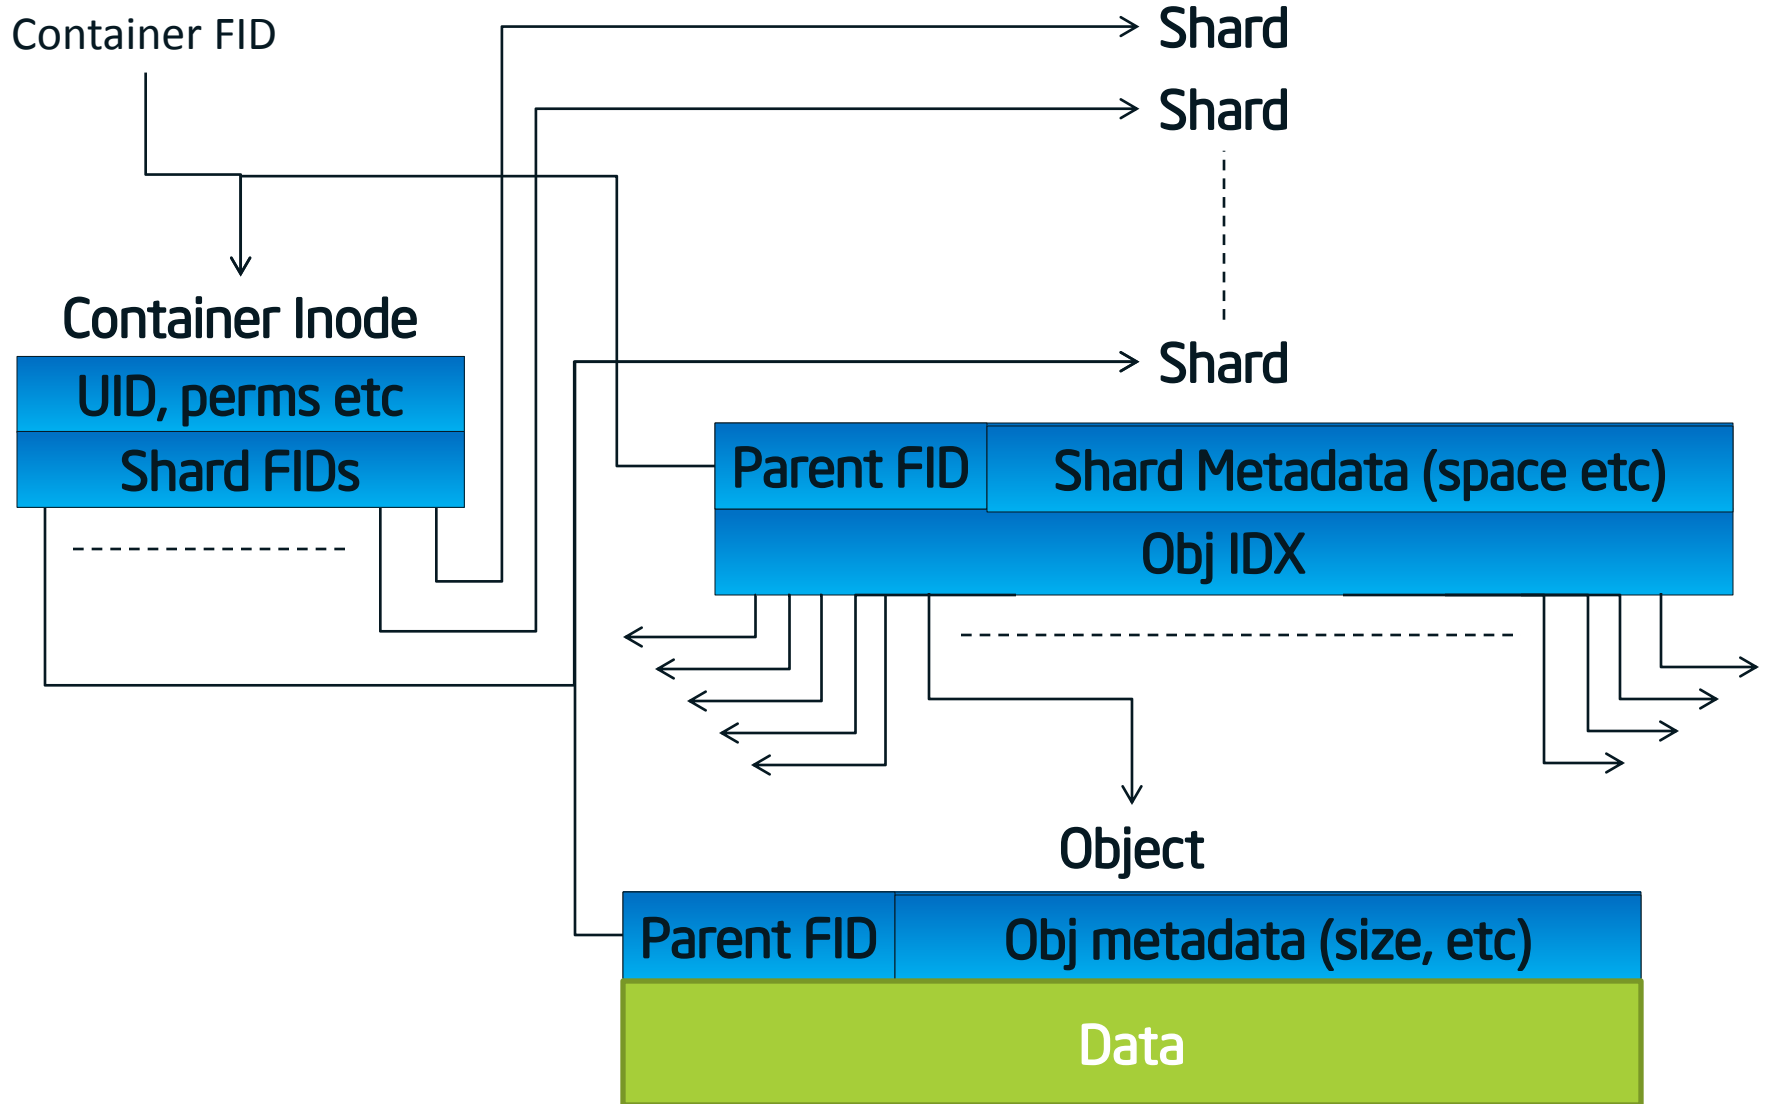 Container FID
Shard
Shard
Container Inode
UID, perms etc
Shard FIDs
Shard
Parent FID
Shard Metadata (space etc)
Obj IDX
Object
Parent FID
Obj metadata (size, etc)
Data